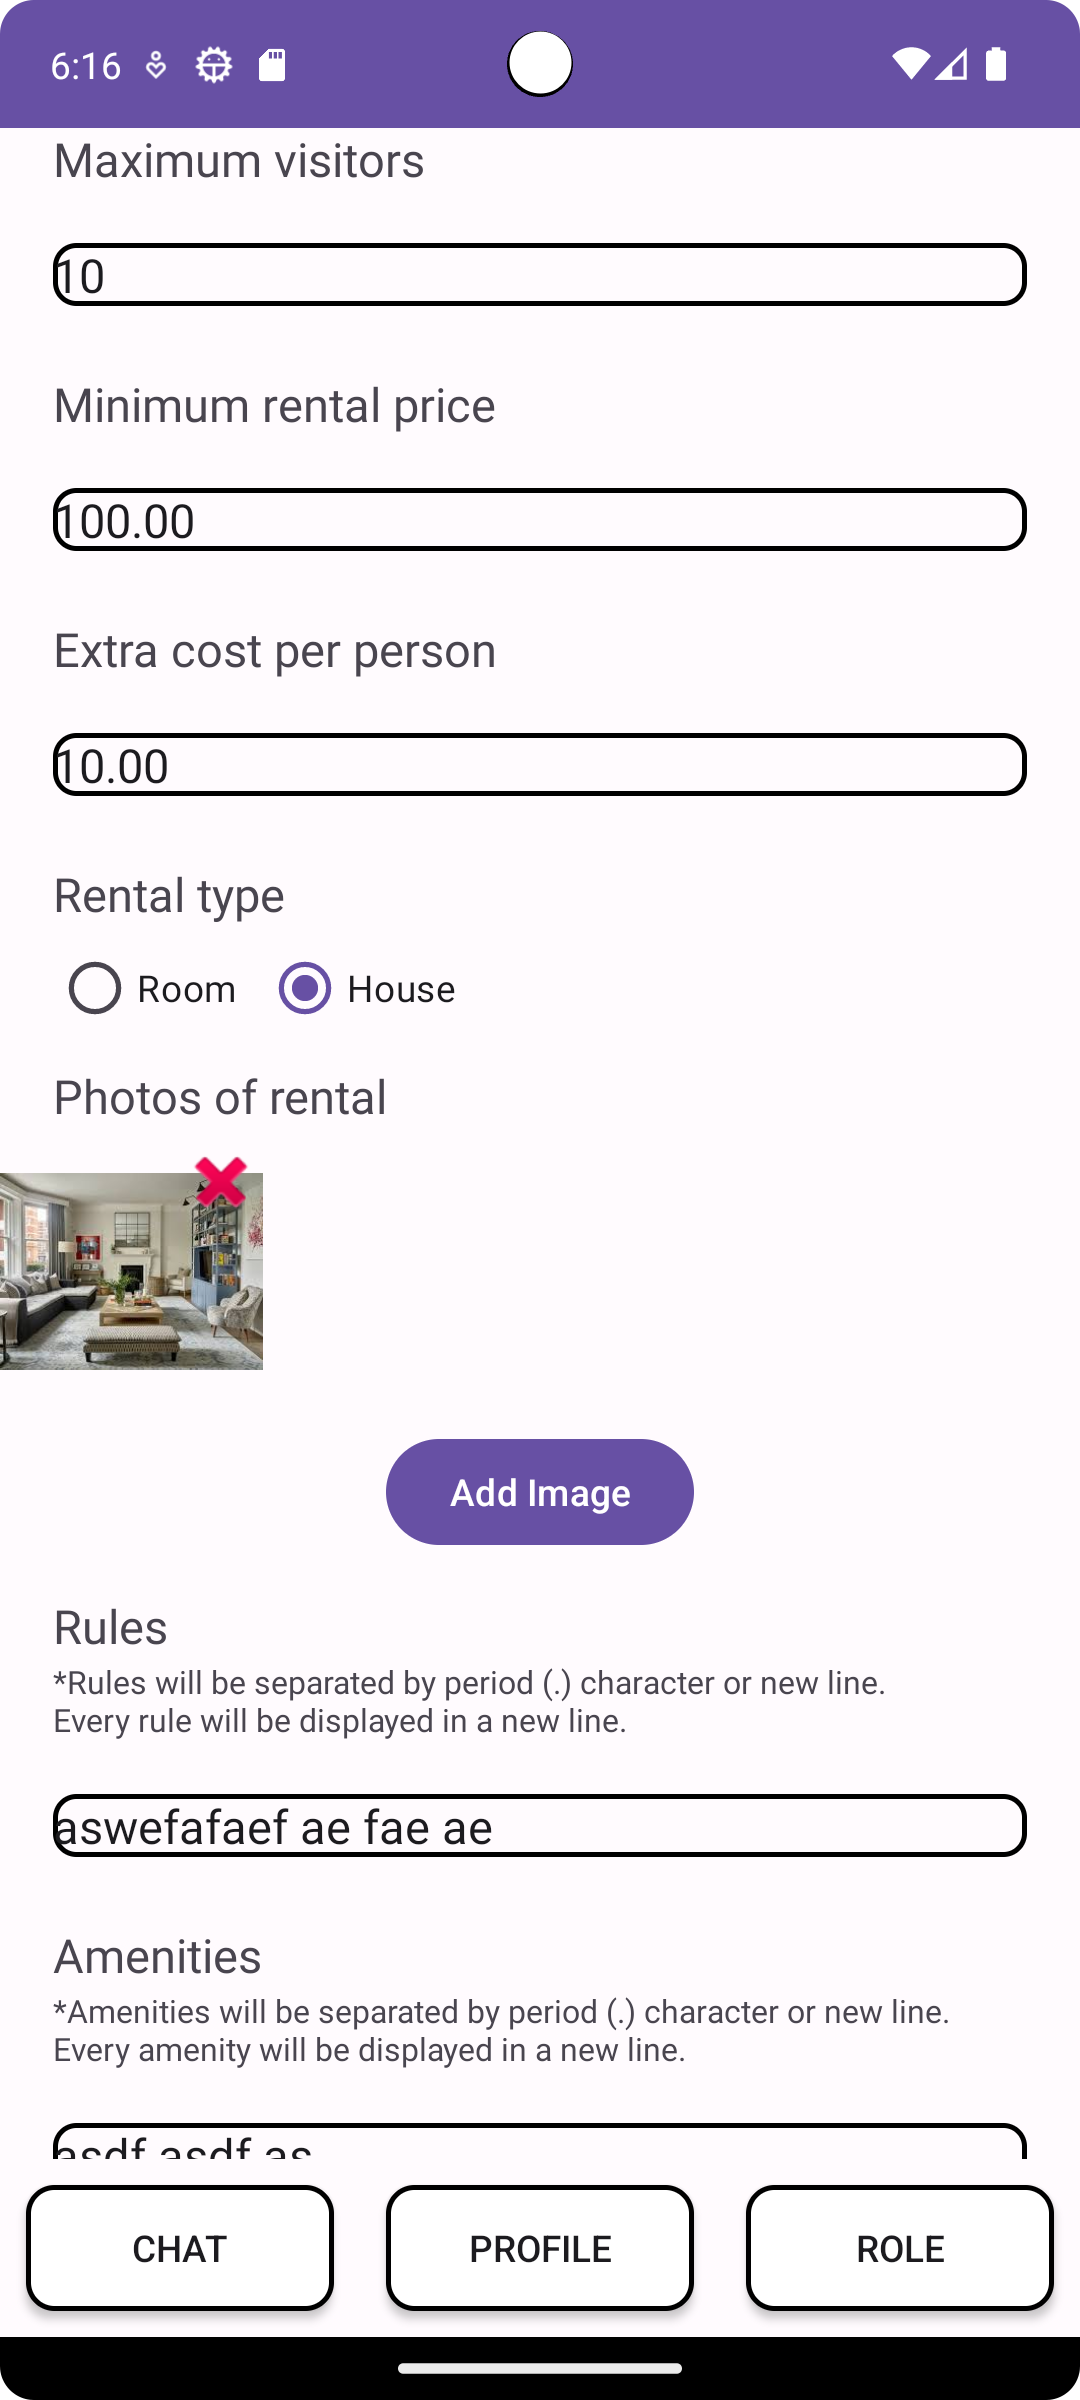 6:16
Maximum visitors
10
Minimum rental price
100.00
Extra cost per person
10.00
Rental type
Room House
Photos of rental
Add Image
Rules
*Rules will be separated by period (.) character or new line.
Every rule will be displayed in a new line.
aswefafaef ae fae ae
Amenities
*Amenities will be separated by period (.) character or new line.
Every amenity will be displayed in a new line.
asdf asdf as
CHAT PROFILE ROLE